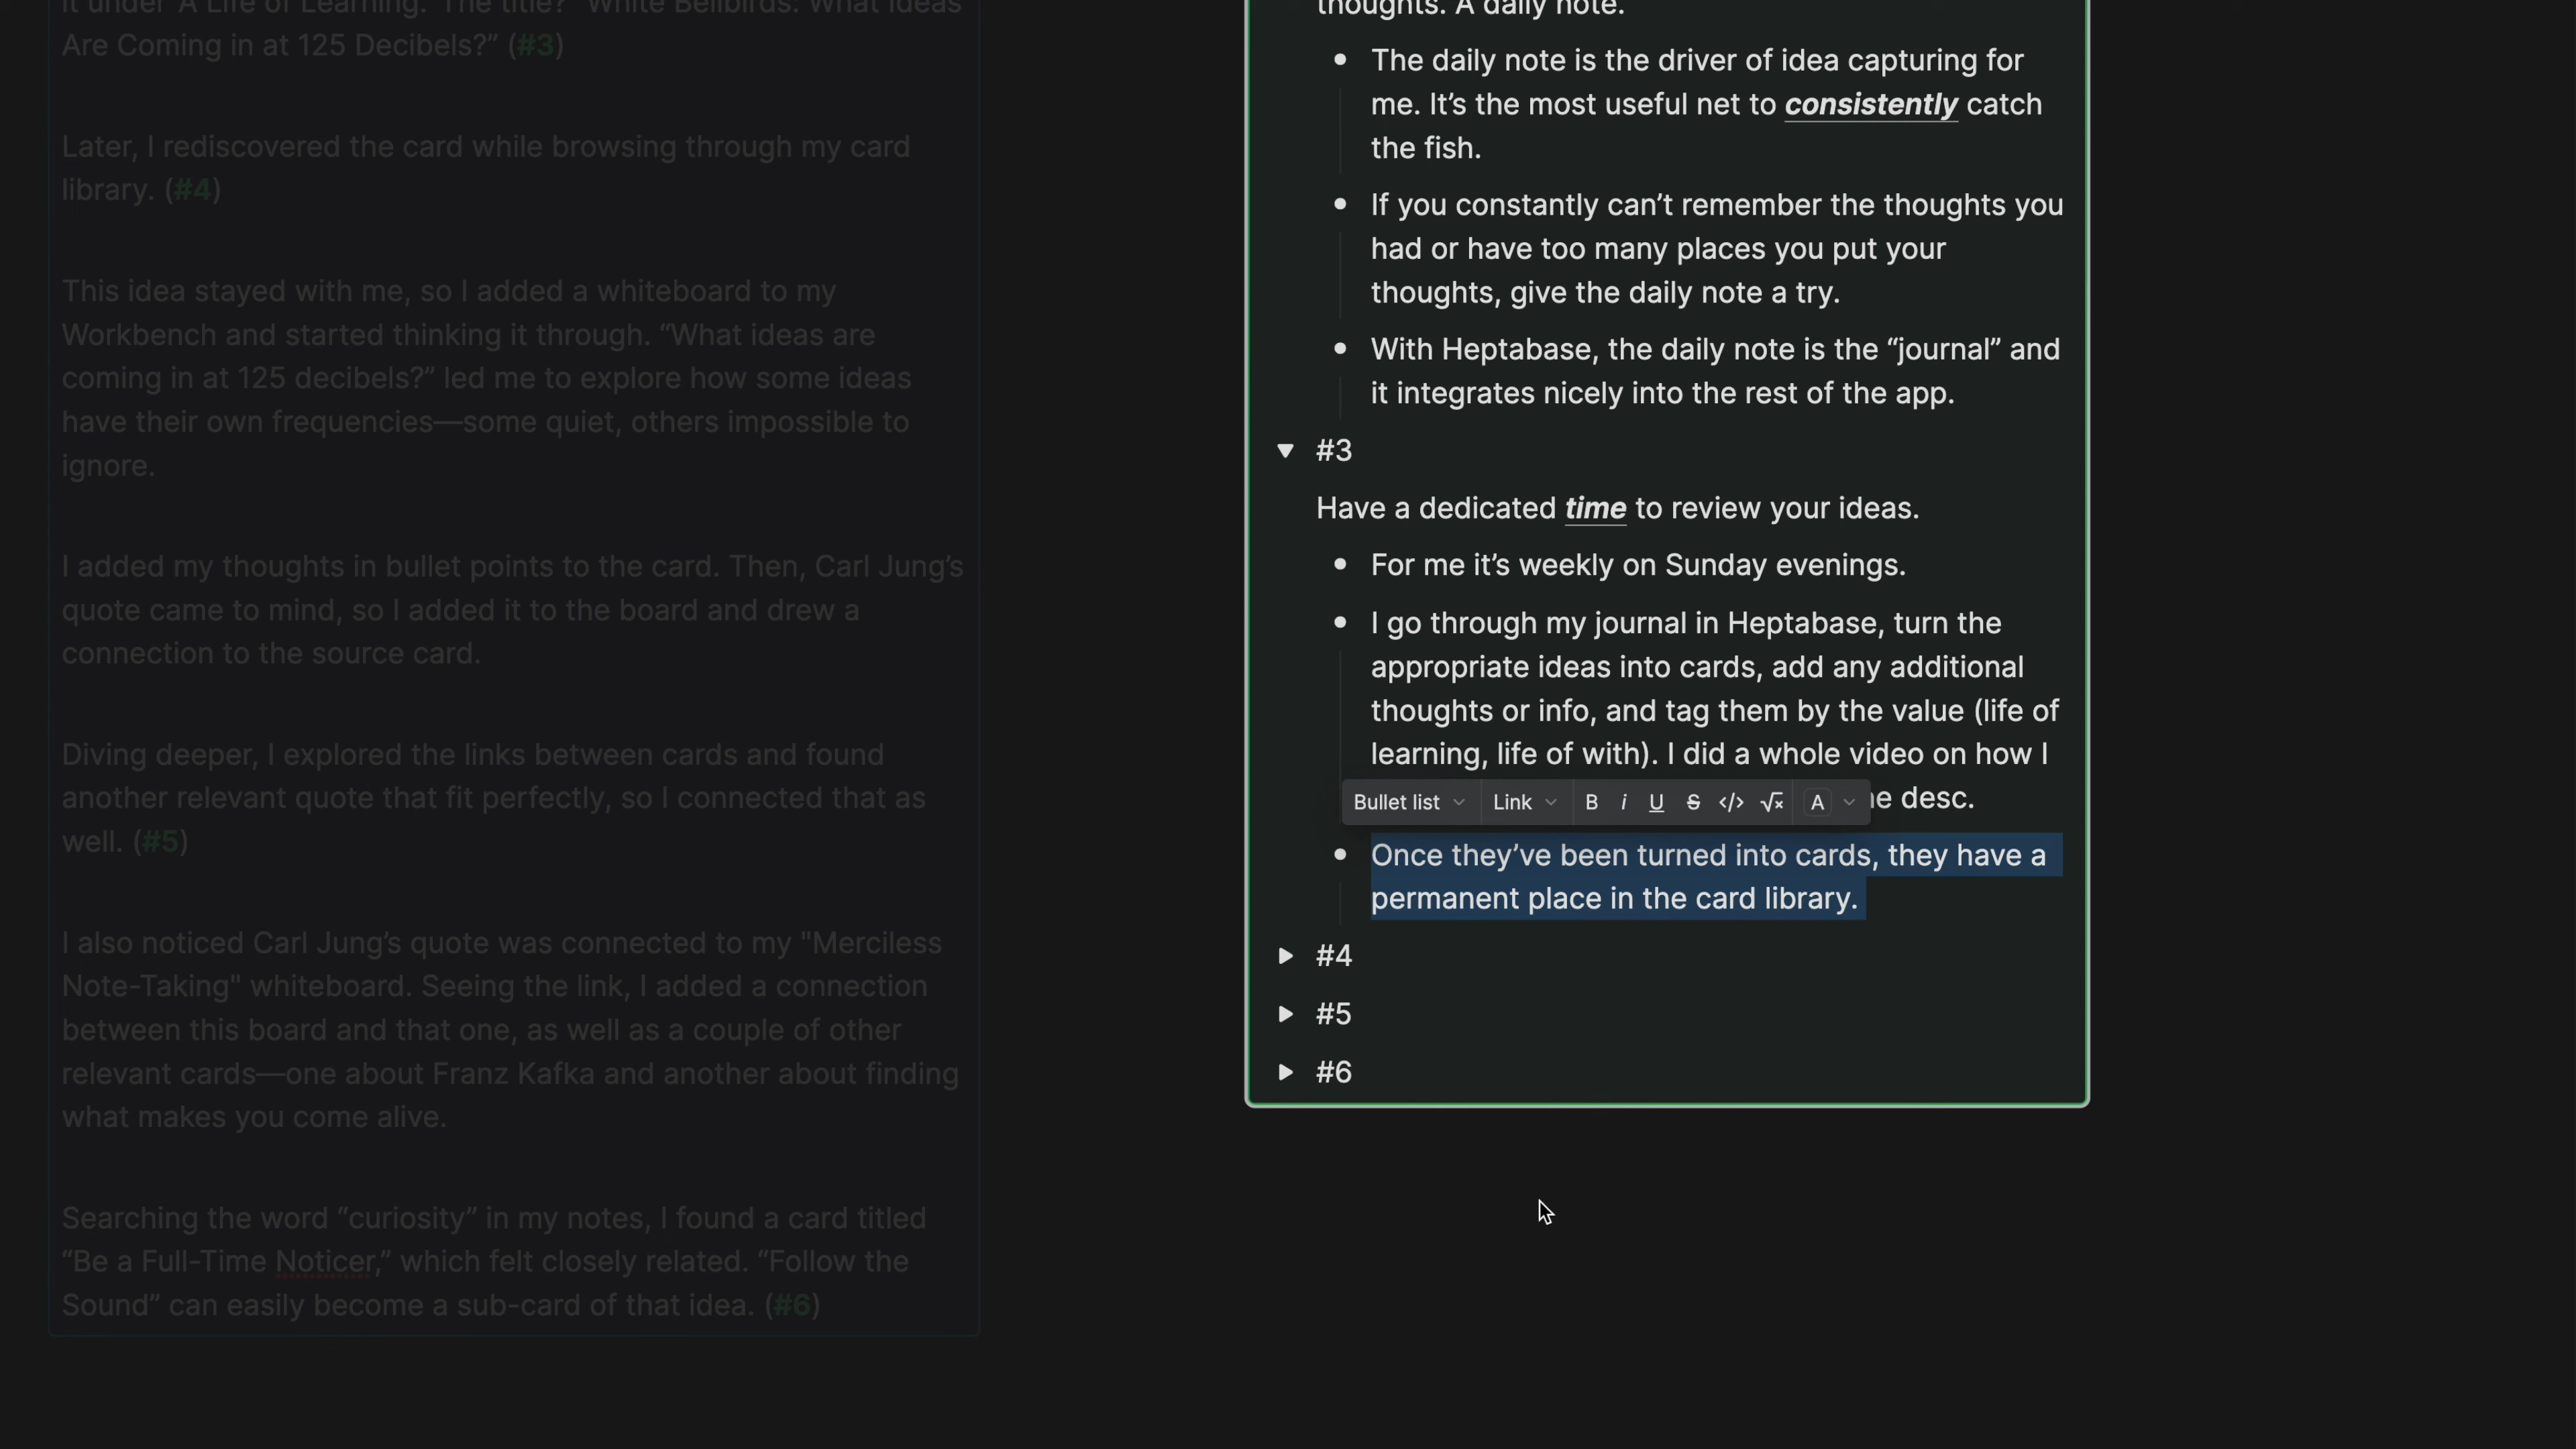 it under "A Life of Learning." The title? "White Bellbirds: What Ideas
Are Coming in at 125 Decibels?” (#3)
Later, I rediscovered the card while browsing through my card
library. (#4)
This idea stayed with me, so I added a whiteboard to my
Workbench and started thinking it through. “What ideas are
coming in at 125 decibels?” led me to explore how some ideas
have their own frequencies—some quiet, others impossible to
ignore.
I added my thoughts in bullet points to the card. Then, Carl Jung’s
quote came to mind, so I added it to the board and drew a
connection to the source card.
Diving deeper, I explored the links between cards and found
another relevant quote that fit perfectly, so I connected that as
well. (#5)
I also noticed Carl Jung’s quote was connected to my "Merciless
Note-Taking" whiteboard. Seeing the link, I added a connection
between this board and that one, as well as a couple of other
relevant cards—one about Franz Kafka and another about finding
what makes you come alive.
Searching the word “curiosity” in my notes, I found a card titled
“Be a Full-Time Noticer,” which felt closely related. “Follow the
Sound” can easily become a sub-card of that idea. (#6)
thoughts. A daily note.
• The daily note is the driver of idea capturing for
me. It’s the most useful net to consistently catch
the fish.
• If you constantly can’t remember the thoughts you
had or have too many places you put your
thoughts, give the daily note a try.
• With Heptabase, the daily note is the “journal” and
it integrates nicely into the rest of the app.
#3
Have a dedicated time to review your ideas.
• For me it’s weekly on Sunday evenings.
• I go through my journal in Heptabase, turn the
appropriate ideas into cards, add any additional
thoughts or info, and tag them by the value (life of
learning, life of with). I did a whole video on how I
desc.
Bullet list Link B i U S </> √x A
• Once they’ve been turned into cards, they have a
permanent place in the card library.
#4
#5
#6